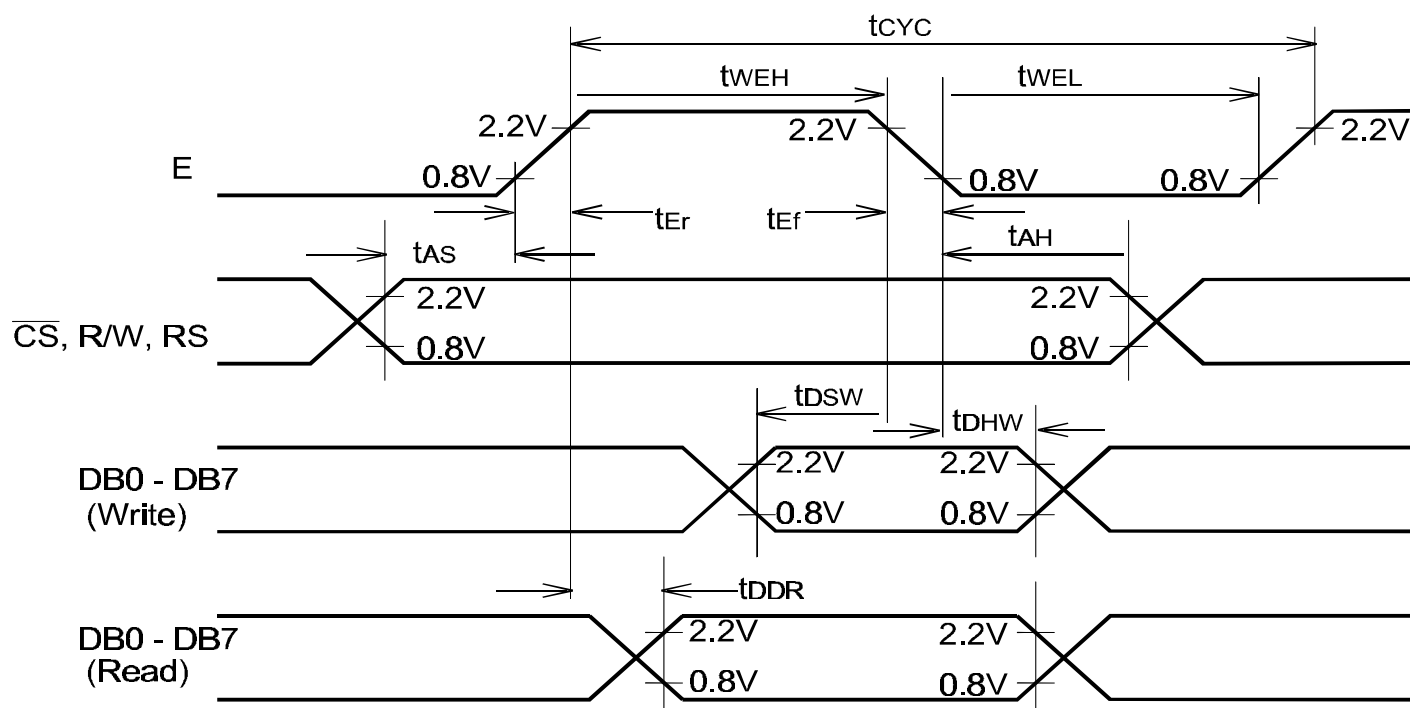 tCYC
tWEH
tWEL
2.2V
2.2V
2.2V
E
0.8V
0.8V
0.8V
tEr
tEf
tAS
tAH
2.2V
2.2V
CS, R/W, RS
0.8V
0.8V
tDSW
tDHW
DB0 - DB7
2.2V
2.2V
(Write)
0.8V
0.8V
tDDR
DB0 - DB7
2.2V
2.2V
(Read)
0.8V
0.8V